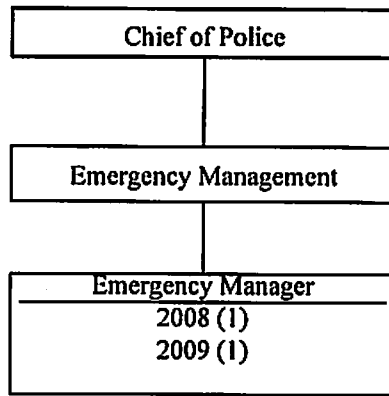 Chief of Police
Emergency Management
Emergency Manager
2008 (1)
2009 (1)